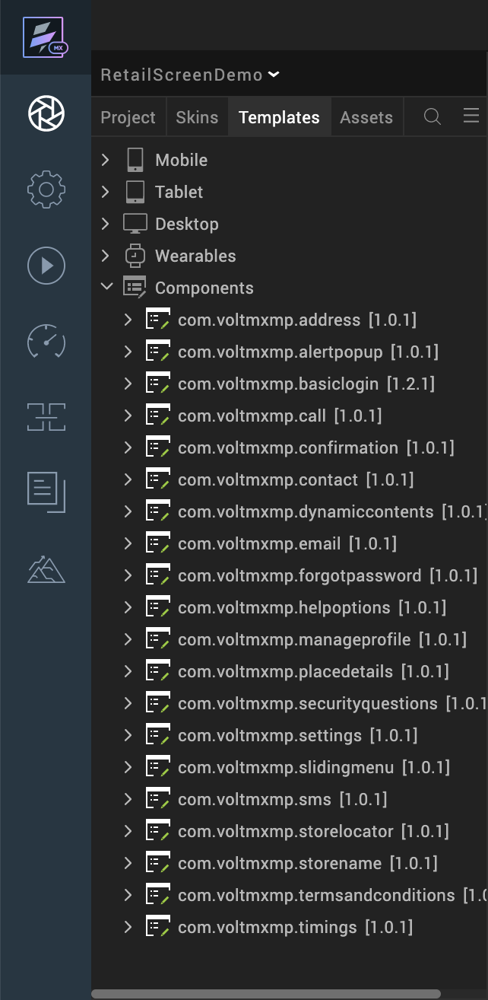 MX
RetailScreenDemo
Project Skins Templates Assets
Mobile
Tablet
Desktop
Wearables
Components
com.voltmxmp.address [1.0.1]
com.voltmxmp.alertpopup [1.0.1]
com.voltmxmp.basiclogin [1.2.1]
com.voltmxmp.call [1.0.1]
com.voltmxmp.confirmation [1.0.1]
com.voltmxmp.contact [1.0.1]
com.voltmxmp.dynamiccontents [1.0.1]
com.voltmxmp.email [1.0.1]
com.voltmxmp.forgotpassword [1.0.1]
com.voltmxmp.helpoptions [1.0.1]
com.voltmxmp.manageprofile [1.0.1]
com.voltmxmp.placedetails [1.0.1]
com.voltmxmp.securityquestions [1.0.1
com.voltmxmp.settings [1.0.1]
com.voltmxmp.slidingmenu [1.0.1]
com.voltmxmp.sms [1.0.1]
com.voltmxmp.storelocator [1.0.1]
com.voltmxmp.storename [1.0.1]
com.voltmxmp.termsandconditions [1.0
com.voltmxmp.timings [1.0.1]